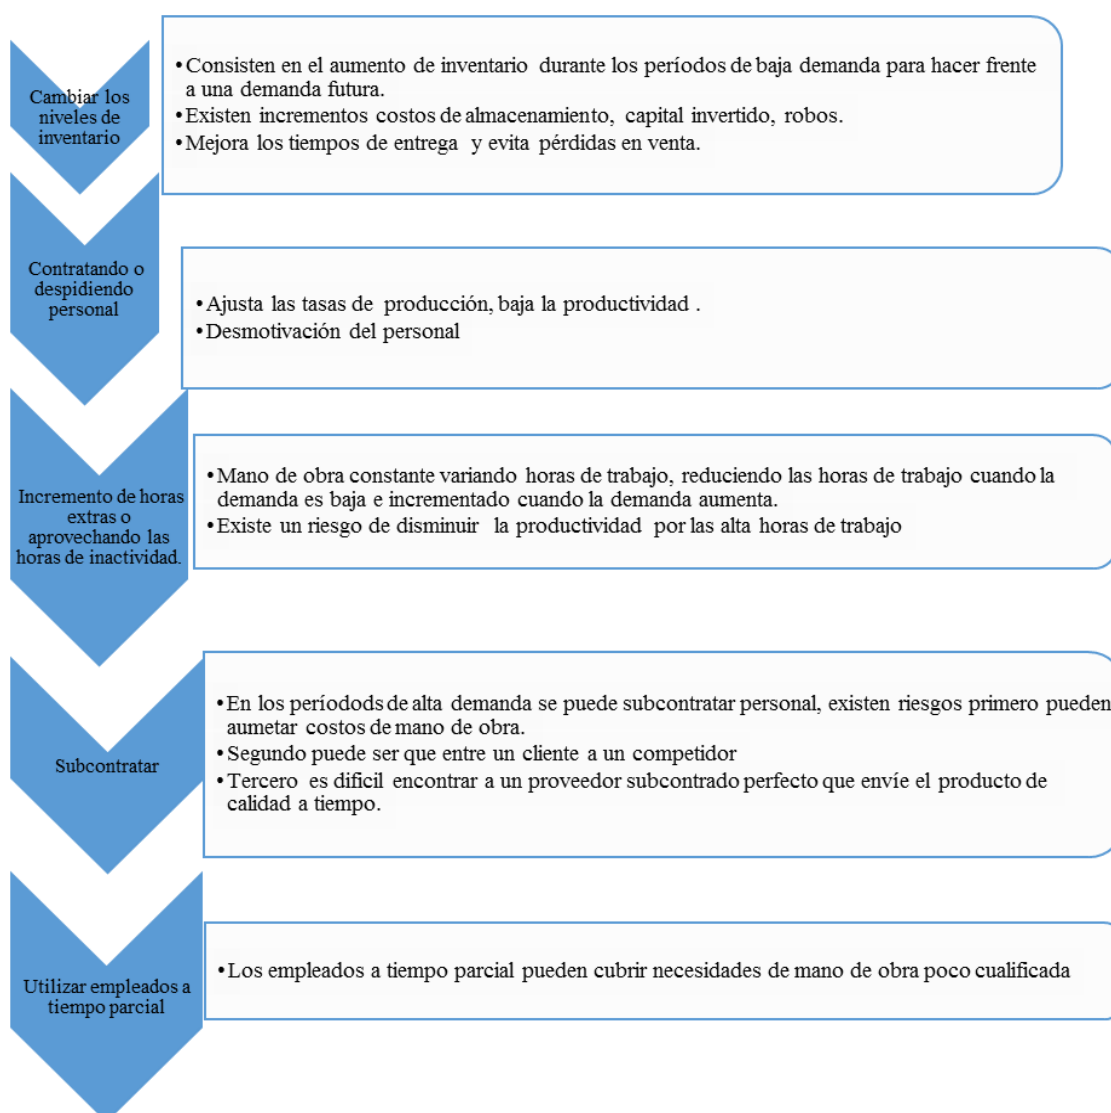 Cambiar los
niveles de
inventario
•Consisten en el aumento de inventario durante los períodos de baja demanda para hacer frente
a una demanda futura.
•Existen incrementos costos de almacenamiento, capital invertido, robos.
•Mejora los tiempos de entrega y evita pérdidas en venta.
Contratando o
despidiendo
personal
•Ajusta las tasas de producción, baja la productividad .
•Desmotivación del personal
Incremento de horas
extras o
aprovechando las
horas de inactividad.
•Mano de obra constante variando horas de trabajo, reduciendo las horas de trabajo cuando la
demanda es baja e incrementado cuando la demanda aumenta.
•Existe un riesgo de disminuir la productividad por las alta horas de trabajo
Subcontratar
•En los períodods de alta demanda se puede subcontratar personal, existen riesgos primero pueden
aumetar costos de mano de obra.
•Segundo puede ser que entre un cliente a un competidor
•Tercero es dificil encontrar a un proveedor subcontrado perfecto que envíe el producto de
calidad a tiempo.
Utilizar empleados a
tiempo parcial
•Los empleados a tiempo parcial pueden cubrir necesidades de mano de obra poco cualificada